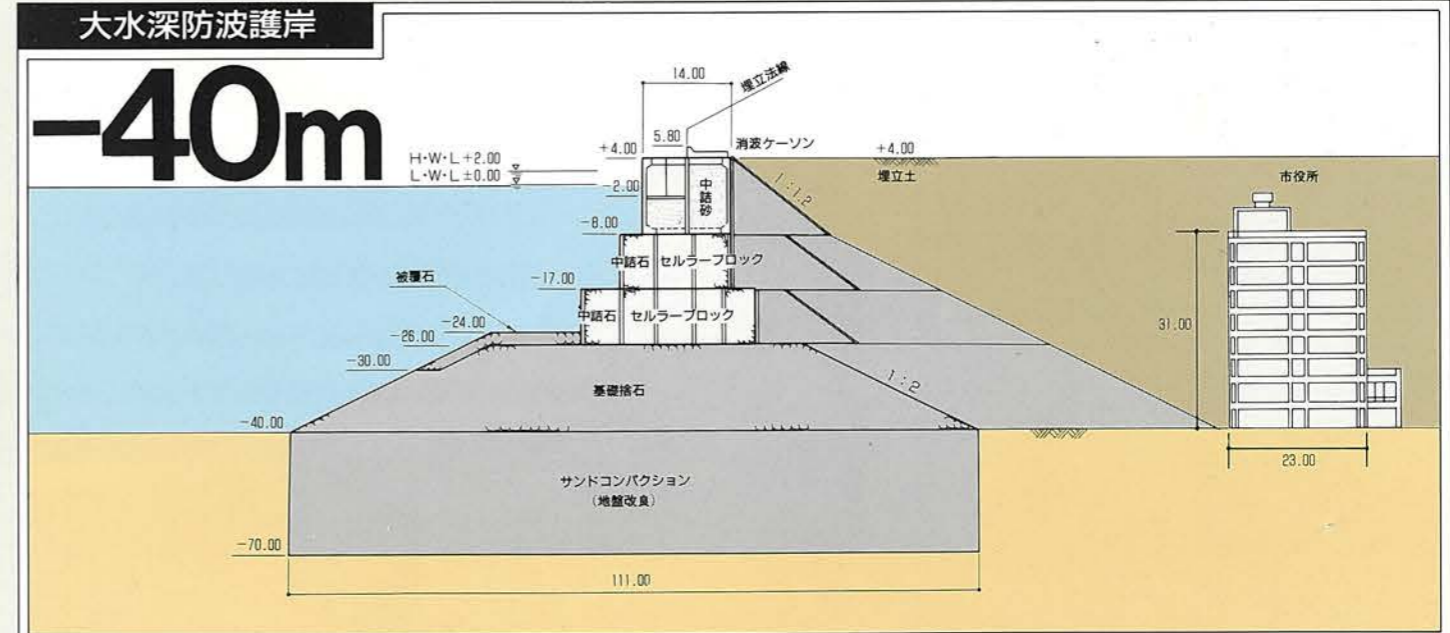 大水深防波護岸
-40m
14.00
埋立法線
5.80
消波ケーソン
+4.00
+4.00
H・W・L+2.00
L・W・L±0.00
埋立土
市役所
-2.00
中詰砂
1:1.2
-8.00
中詰石 セルラーブロック
被覆石
-17.00
中詰石 セルラーブロック
31.00
-24.00
-26.00
-30.00
1:2
基礎捨石
-40.00
23.00
サンドコンパクション
(地盤改良)
-70.00
111.00